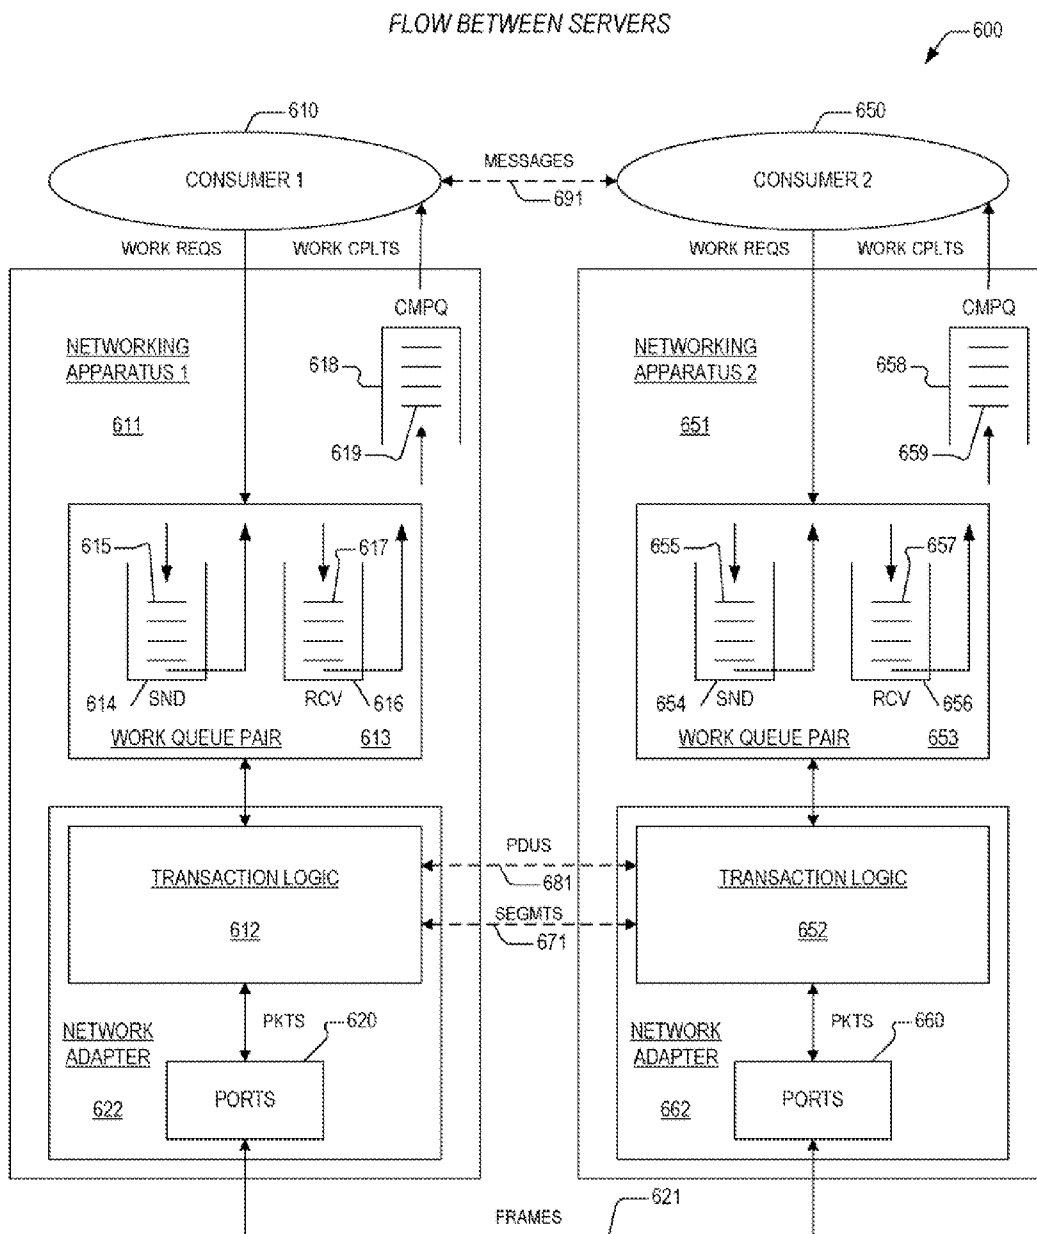 FLOW BETWEEN SERVERS
600
610
650
CONSUMER 1
MESSAGES
691
CONSUMER 2
WORK REQS
WORK CPLTS
WORK REQS
WORK CPLTS
NETWORKING
APPARATUS 1
611
CMPQ
618
619
NETWORKING
APPARATUS 2
651
CMPQ
658
659
615
617
614
SND
RCV
616
WORK QUEUE PAIR
613
655
657
654
SND
RCV
656
WORK QUEUE PAIR
653
TRANSACTION LOGIC
612
PDUS
681
SEGMTS
671
TRANSACTION LOGIC
652
NETWORK
ADAPTER
622
PKTS
620
PORTS
NETWORK
ADAPTER
662
PKTS
660
PORTS
FRAMES
621